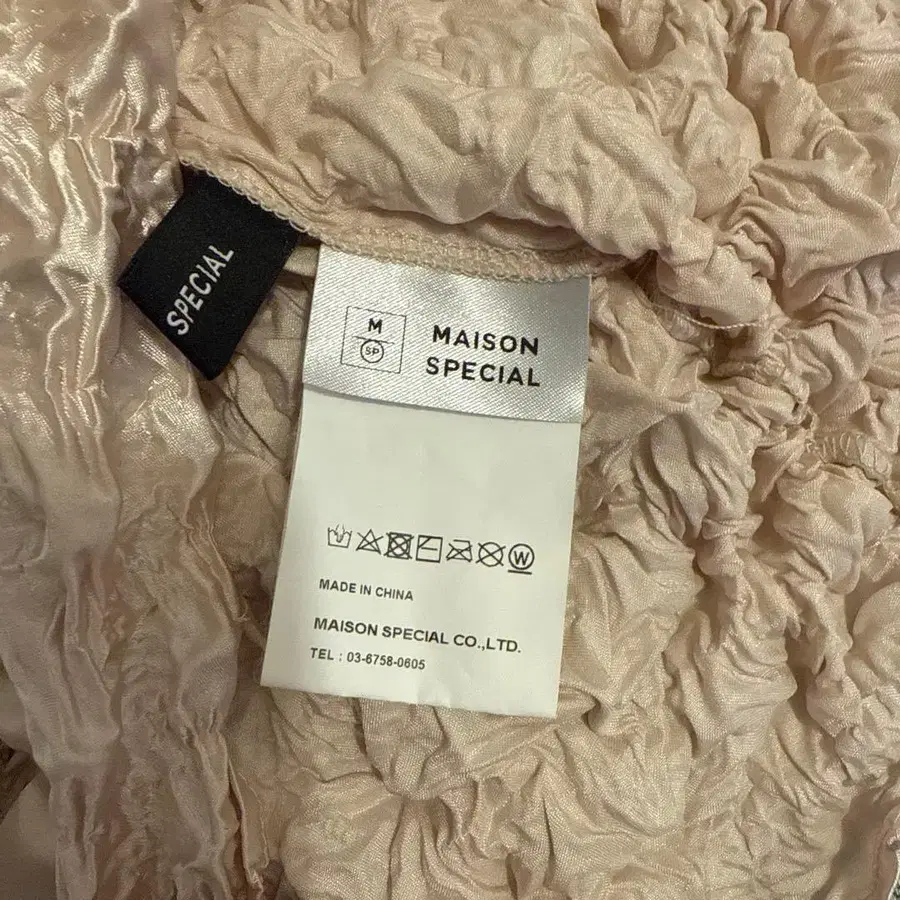 SPECIAL
M
SP
MAISON
SPECIAL
W
MADE IN CHINA
MAISON SPECIAL CO.,LTD.
TEL : 03-6758-0605